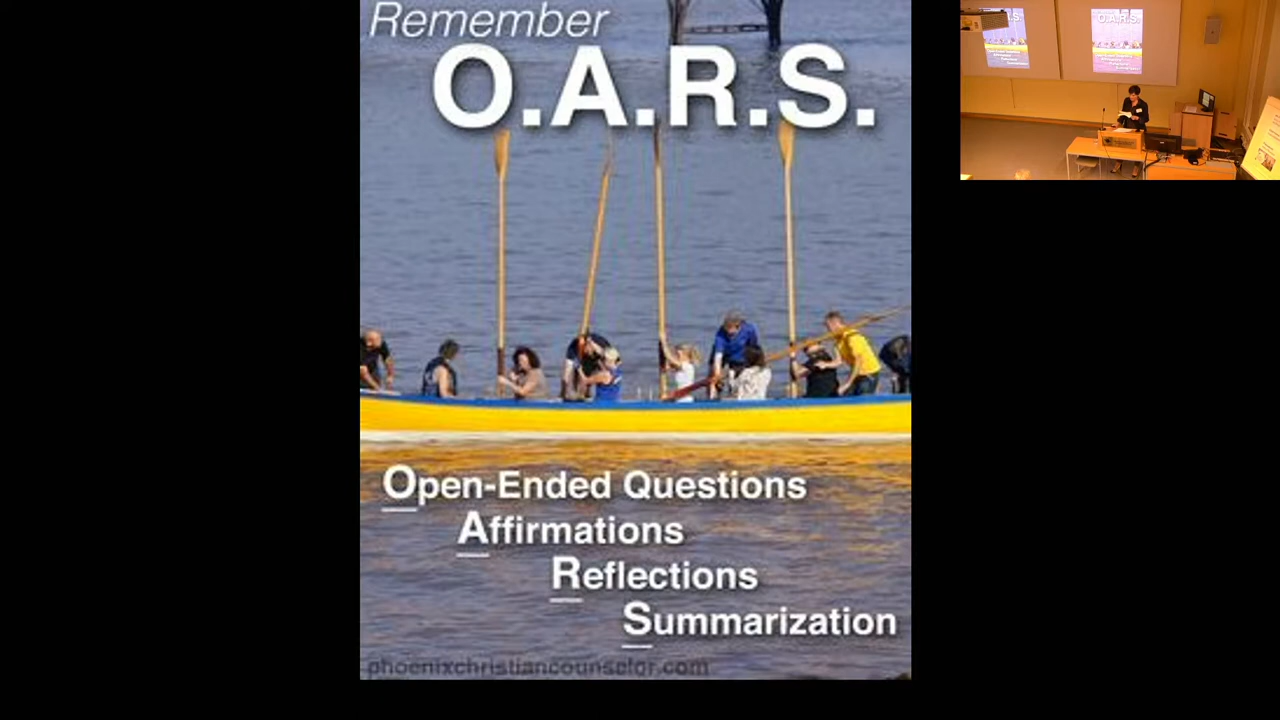 Remember
O.A.R.S.
Open-Ended Questions
Affirmations
Reflections
Summarization
phoenixchristiancounselor.com
O.A.R.S.